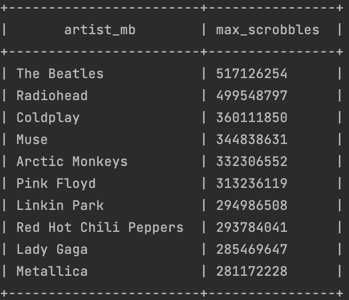 +------------------------+----------------+
|       artist_mb        | max_scrobbles  |
+------------------------+----------------+
| The Beatles            | 517126254      |
| Radiohead              | 499548797      |
| Coldplay               | 360111850      |
| Muse                   | 344838631      |
| Arctic Monkeys         | 332306552      |
| Pink Floyd             | 313236119      |
| Linkin Park            | 294986508      |
| Red Hot Chili Peppers  | 293784041      |
| Lady Gaga              | 285469647      |
| Metallica              | 281172228      |
+------------------------+----------------+